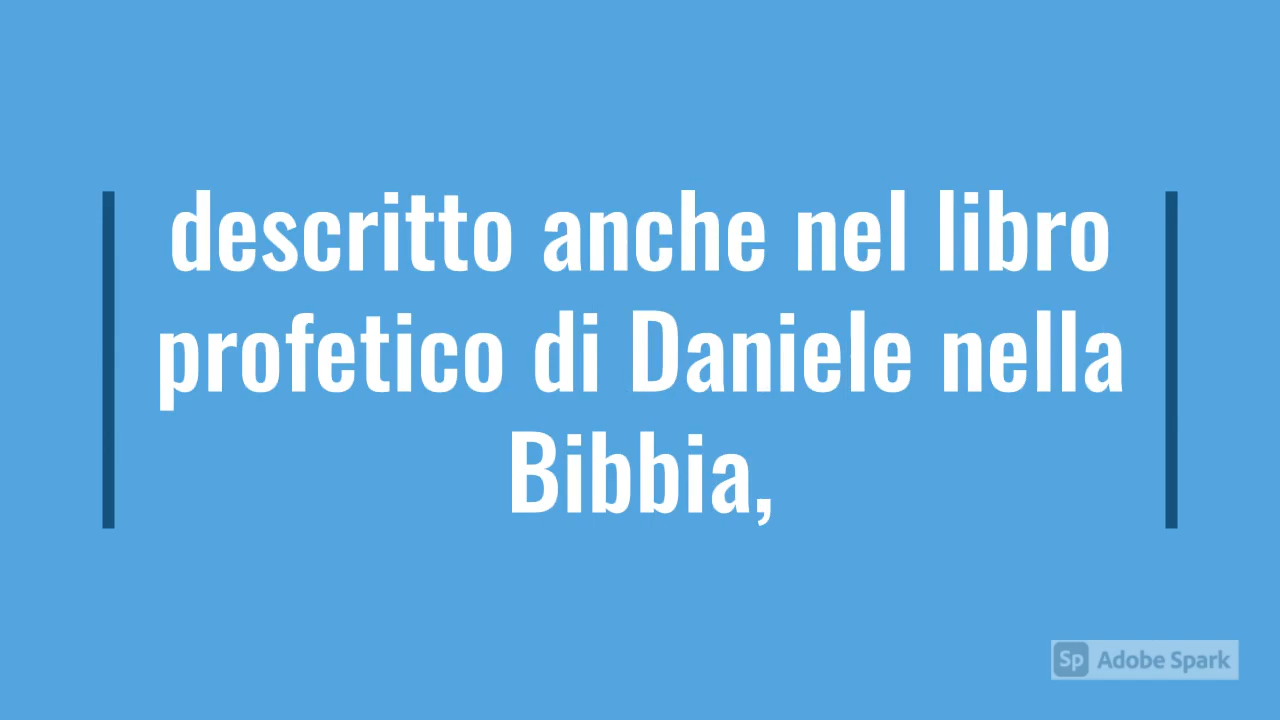 descritto anche nel libro
profetico di Daniele nella
Bibbia,
Sp Adobe Spark